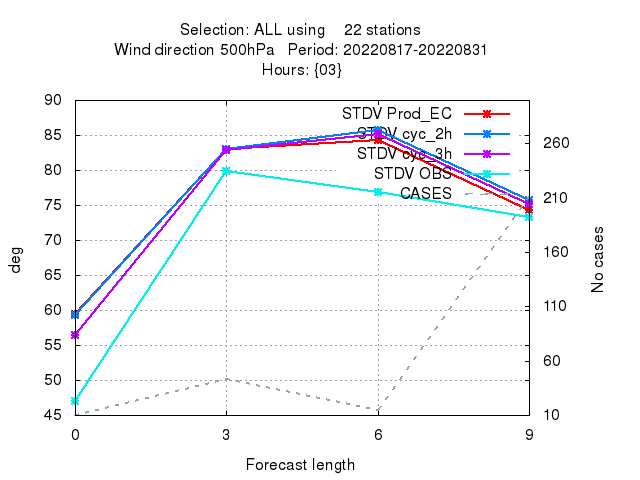 Selection: ALL using 22 stations
Wind direction 500hPa Period: 20220817-20220831
Hours: {03}
90
85
80
75
70
65
60
55
50
45
deg
STDV Prod_EC
STDV cyc_2h
STDV cyc_3h
STDV OBS
CASES
260
210
160
110
60
10
No cases
0 3 6 9
Forecast length